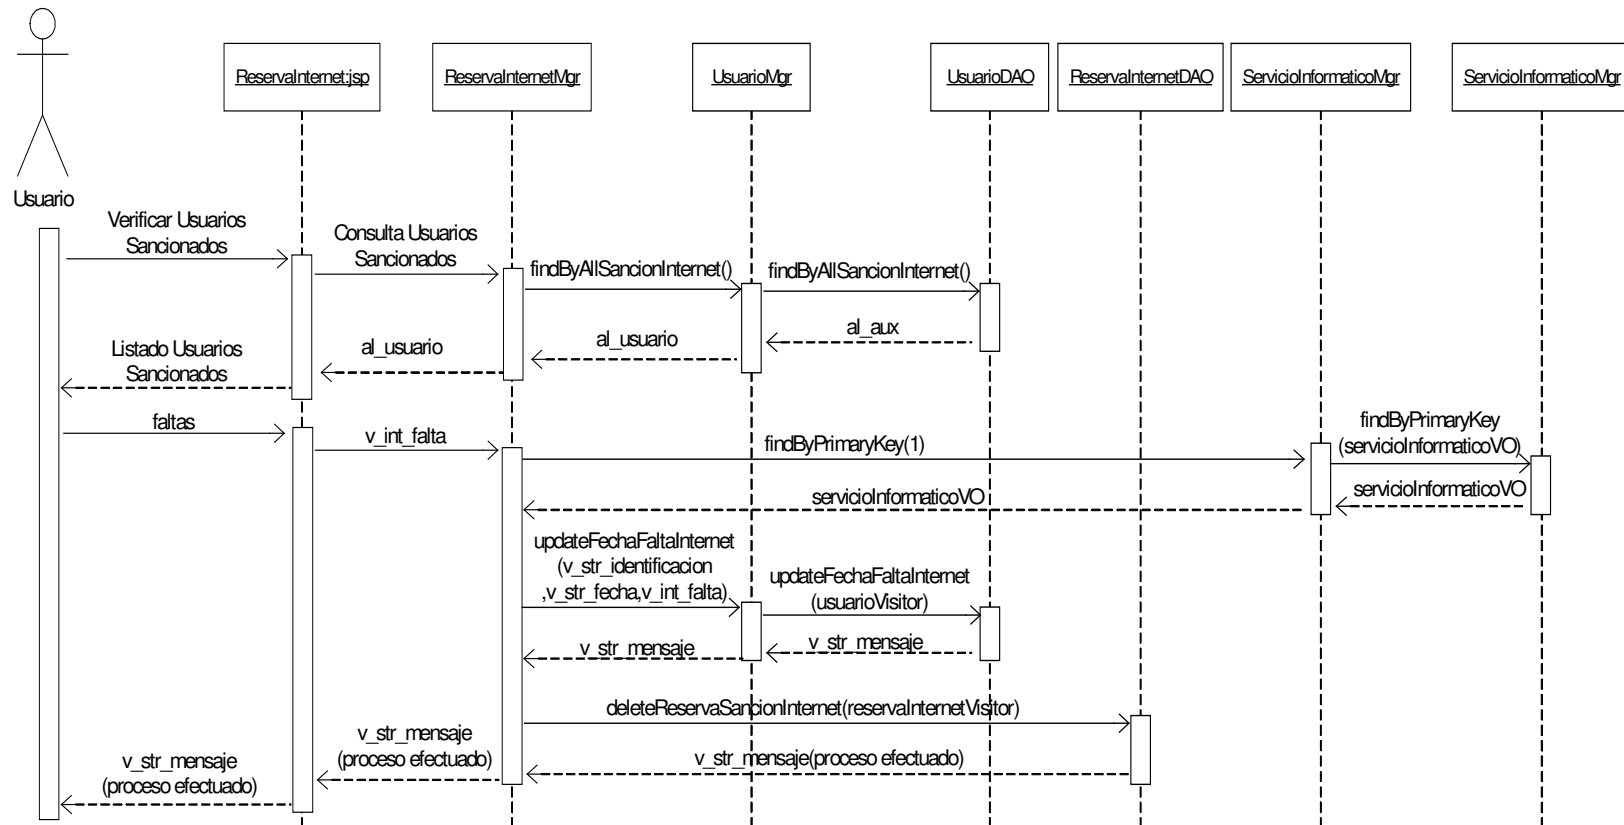 ReservaInternet:jsp
ReservaInternetMgr
UsuarioMgr
UsuarioDAO
ReservaInternetDAO
ServicioInformaticoMgr
ServicioInformaticoMgr
Usuario
Verificar Usuarios
Sancionados
Consulta Usuarios
Sancionados
findByAllSancionInternet()
findByAllSancionInternet()
al_aux
al_usuario
al_usuario
Listado Usuarios
Sancionados
faltas
v_int_falta
findByPrimaryKey(1)
findByPrimaryKey
(servicioInformaticoVO)
servicioInformaticoVO
servicioInformaticoVO
updateFechaFaltaInternet
(v_str_identificacion
,v_str_fecha,v_int_falta)
updateFechaFaltaInternet
(usuarioVisitor)
v_str_mensaje
v_str_mensaje
deleteReservaSancionInternet(reservaInternetVisitor)
v_str_mensaje(proceso efectuado)
v_str_mensaje
(proceso efectuado)
v_str_mensaje
(proceso efectuado)